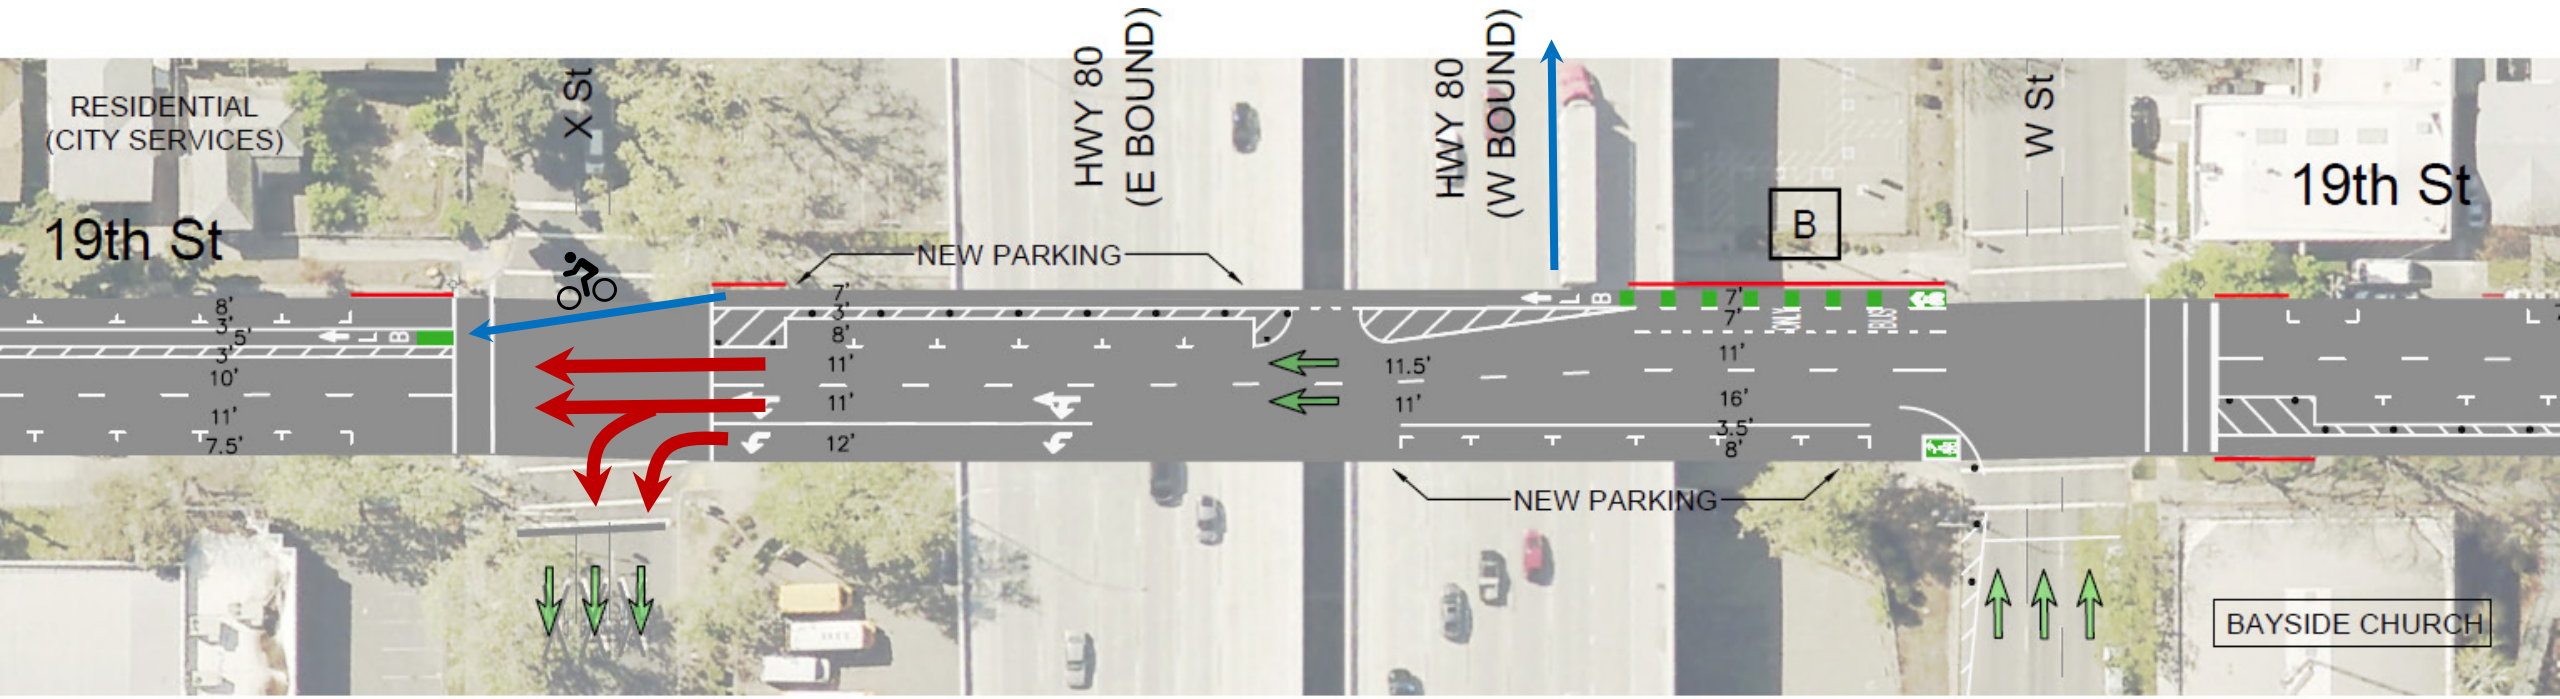 RESIDENTIAL
(CITY SERVICES)
19th St
X St
HWY 80
(E BOUND)
HWY 80
(W BOUND)
W St
19th St
B
NEW PARKING
NEW PARKING
BAYSIDE CHURCH
8'
3'
5'
3'
10'
11'
7.5'
B L
7'
3'
8'
11'
11'
12'
11.5'
11'
B L
7'
7'
11'
16'
3.5'
8'
ONLY
BUS